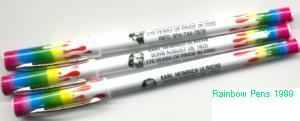 175 YEARS OF PRIDE IN 2000
KARL HEINRICH ULRICHS
BORN AUGUST 28, 1825
KARL HEINRICH ULRICHS
175 YEARS OF PRIDE IN 2000
Rainbow Pens 1999